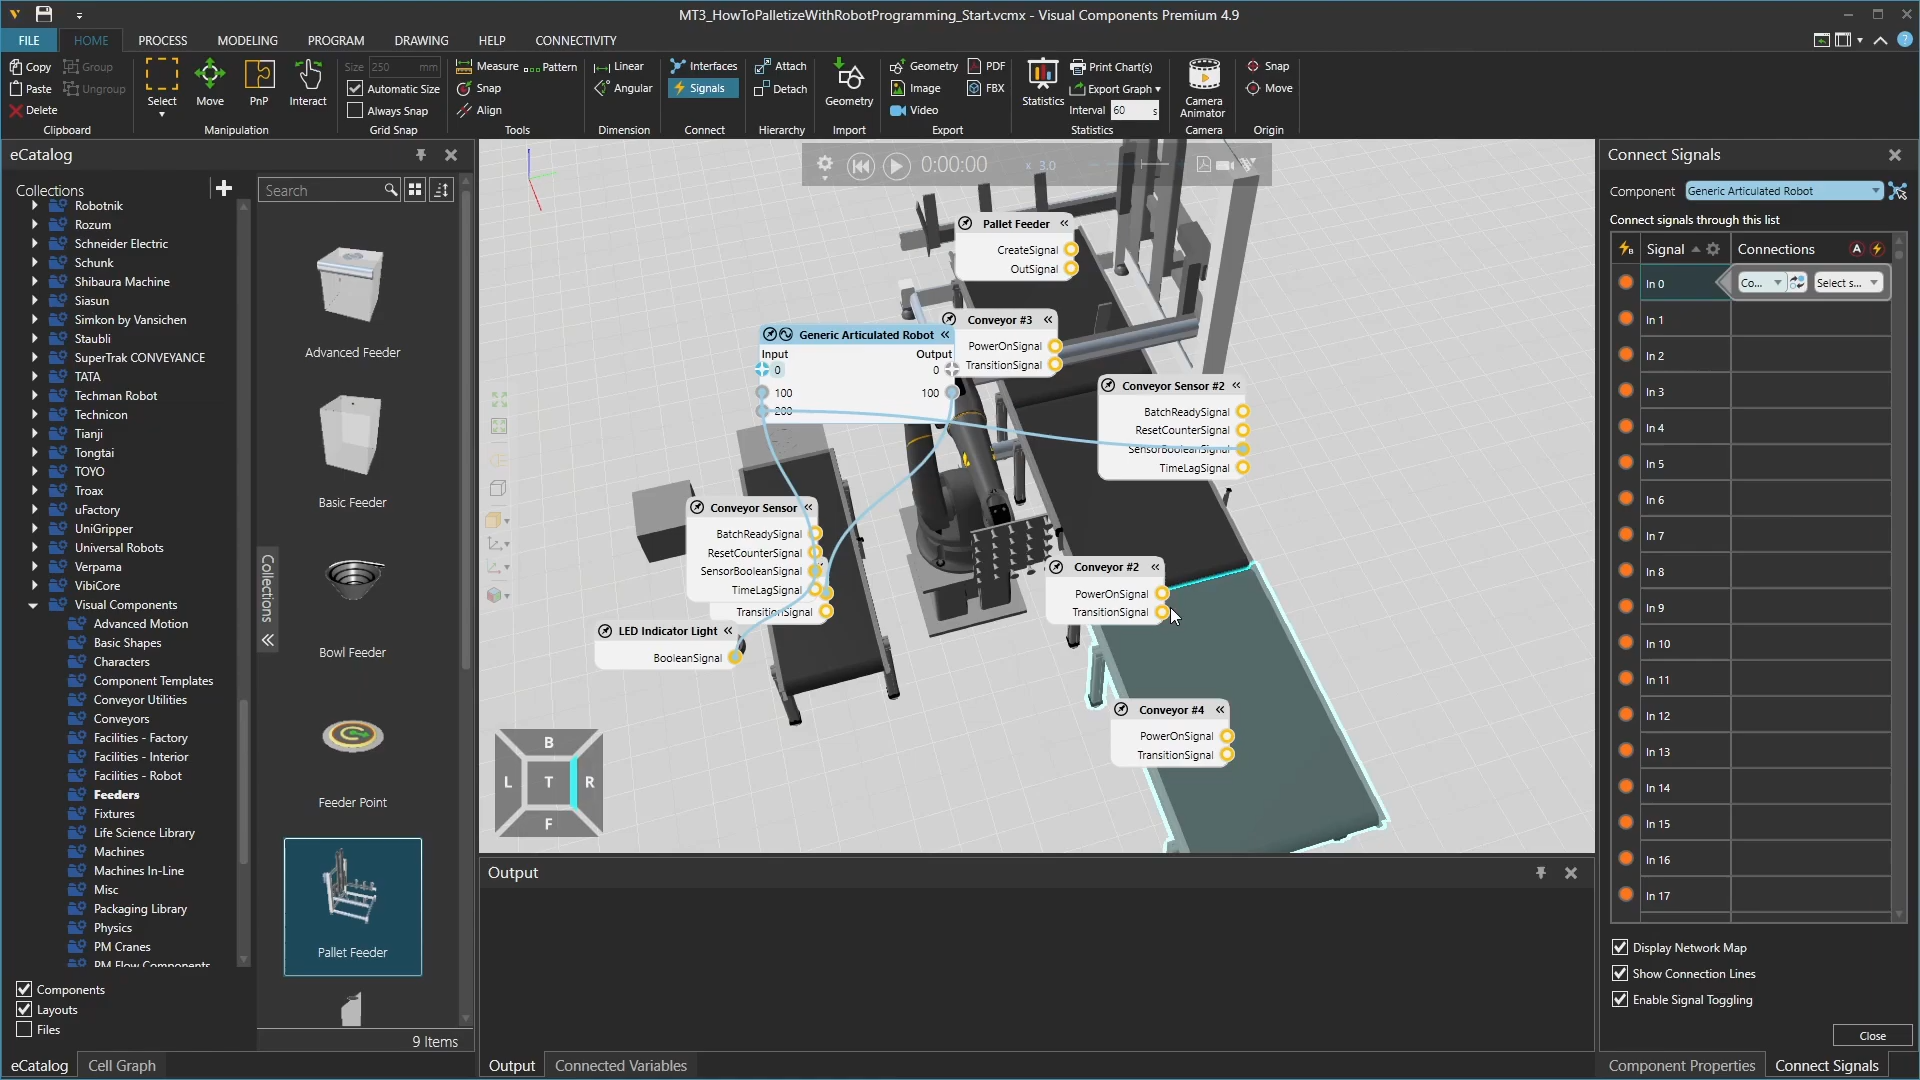 MT3_HowToPalletizeWithRobotProgramming_Start.vcmx - Visual Components Premium 4.9
FILE HOME PROCESS MODELING PROGRAM DRAWING HELP CONNECTIVITY
Copy Group
Paste Ungroup
Delete
Clipboard
Select Move PnP Interact
Manipulation
Size 250 mm
Automatic Size
Always Snap
Grid Snap
Measure Pattern
Snap
Align
Tools
Linear
Angular
Dimension
Interfaces
Signals
Connect
Attach
Detach
Hierarchy
Geometry
Import
Geometry PDF
Image FBX
Video
Export
Statistics
Print Chart(s)
Export Graph
Interval 60 s
Statistics
Camera Animator
Camera
Snap
Move
Origin
eCatalog
Collections
Search
Robotnik
Rozum
Schneider Electric
Schunk
Shibaura Machine
Siasun
Simkon by Vansichen
Staubli
SuperTrak CONVEYANCE
TATA
Techman Robot
Technicon
Tianji
Tongtai
TOYO
Troax
uFactory
UniGripper
Universal Robots
Verpama
VibiCore
Visual Components
Advanced Motion
Basic Shapes
Characters
Component Templates
Conveyor Utilities
Conveyors
Facilities - Factory
Facilities - Interior
Facilities - Robot
Feeders
Fixtures
Life Science Library
Machines
Machines In-Line
Misc
Packaging Library
Physics
PM Cranes
PM Flow Components
Components
Layouts
Files
Collections
Advanced Feeder
Basic Feeder
Bowl Feeder
Feeder Point
Pallet Feeder
9 Items
eCatalog Cell Graph
0:00:00 x 3.0
Pallet Feeder
CreateSignal
OutSignal
Conveyor #3
PowerOnSignal
TransitionSignal
Generic Articulated Robot
Input Output
0 0
100 100
200
Conveyor Sensor #2
BatchReadySignal
ResetCounterSignal
SensorBooleanSignal
TimeLagSignal
Conveyor Sensor
BatchReadySignal
ResetCounterSignal
SensorBooleanSignal
TimeLagSignal
TransitionSignal
LED Indicator Light
BooleanSignal
Conveyor #2
PowerOnSignal
TransitionSignal
Conveyor #4
PowerOnSignal
TransitionSignal
B
L T R
F
Output
Output Connected Variables
Connect Signals
Component Generic Articulated Robot
Connect signals through this list
Signal Connections A
In 0 Co... Select s...
In 1
In 2
In 3
In 4
In 5
In 6
In 7
In 8
In 9
In 10
In 11
In 12
In 13
In 14
In 15
In 16
In 17
Display Network Map
Show Connection Lines
Enable Signal Toggling
Close
Component Properties Connect Signals